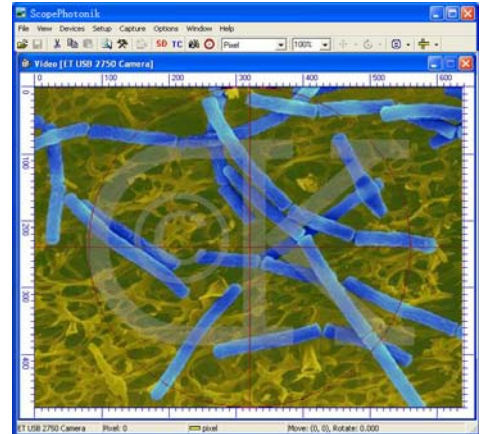 ScopePhotonik
File View Devices Setup Capture Options Window Help
SD TC Pixel 100%
Video [ET USB 2750 Camera]
0 100 200 300 400 500 600
0
100
200
300
400
© CK
ET USB 2750 Camera Pixel: 0 pixel Move: (0, 0), Rotate: 0.000